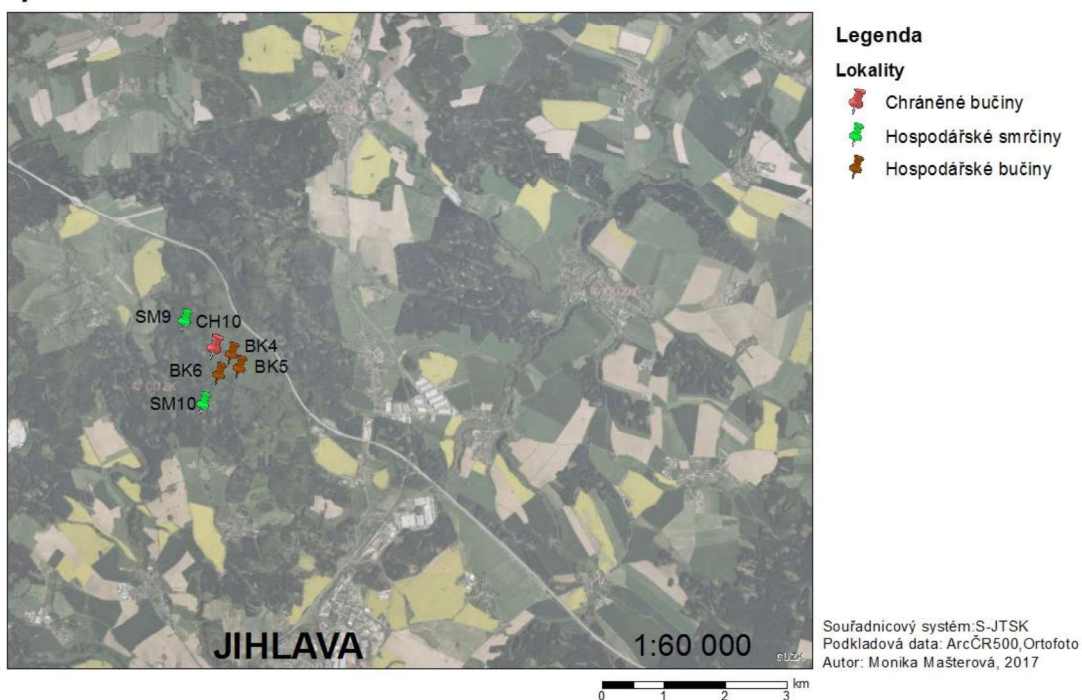 Legenda
Lokality
Chráněné bučiny
Hospodářské smrčiny
Hospodářské bučiny
SM9
CH10
BK4
BK6
BK5
SM10
JIHLAVA
1:60 000
Souřadnicový systém:S-JTSK
Podkladová data: ArcČR500,Ortofoto
Autor: Monika Mašterová, 2017
km
0 1 2 3